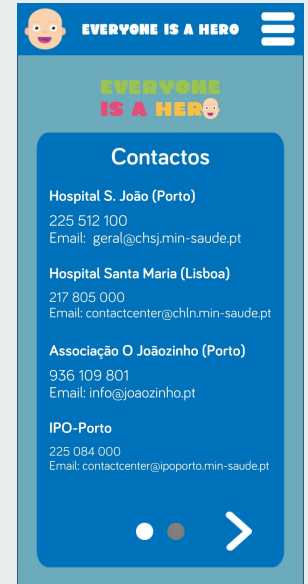 EVERYONE IS A HERO
EVERYONE
IS A HERO
Contactos
Hospital S. João (Porto)
225 512 100
Email: geral@chsj.min-saude.pt
Hospital Santa Maria (Lisboa)
217 805 000
Email: contactcenter@chln.min-saude.pt
Associação O Joãozinho (Porto)
936 109 801
Email: info@joaozinho.pt
IPO-Porto
225 084 000
Email: contactcenter@ipoporto.min-saude.pt